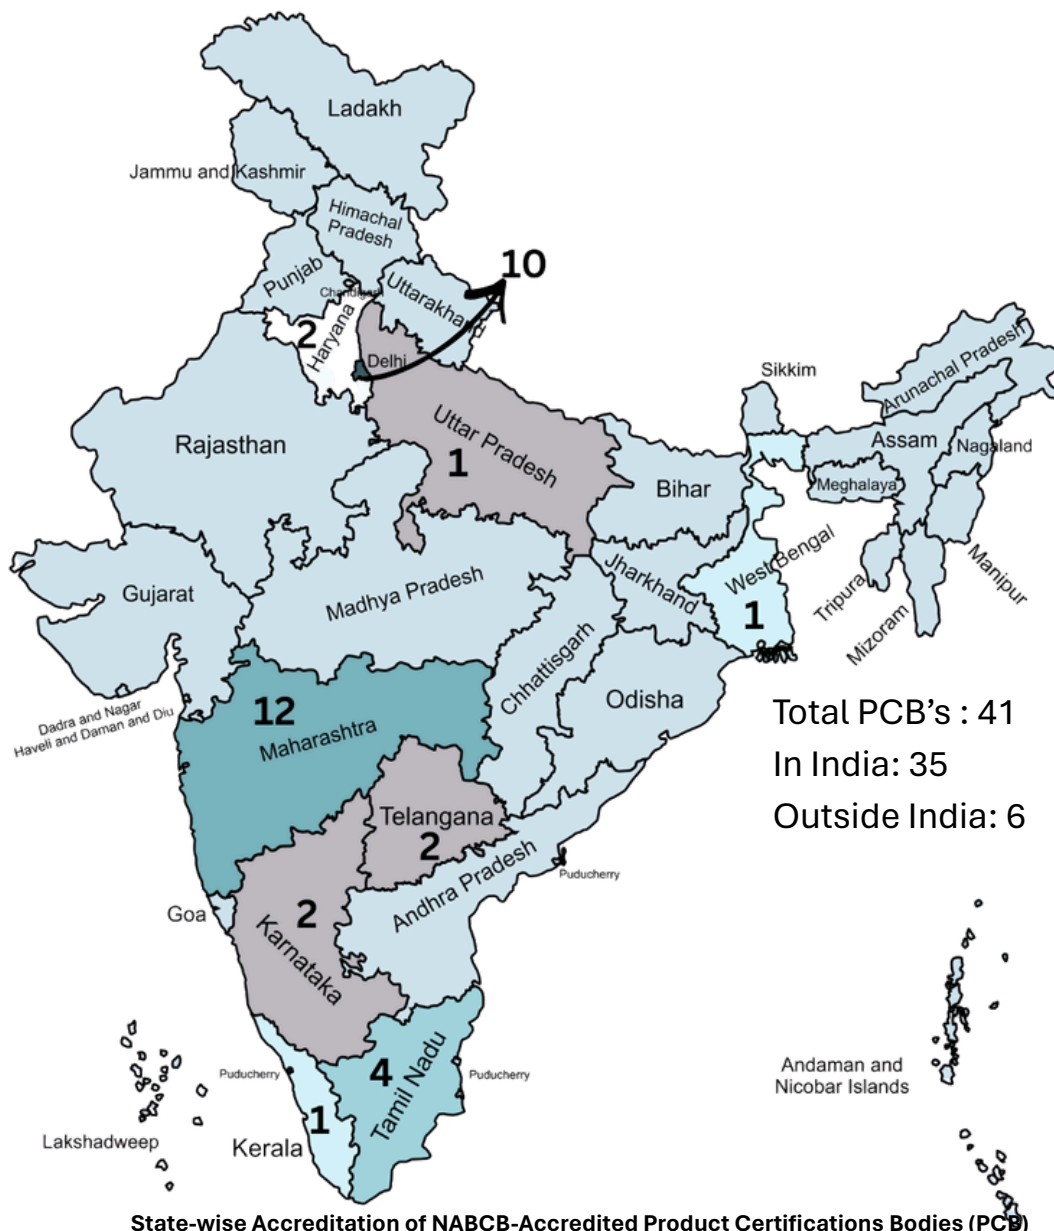 Ladakh
Jammu and Kashmir
Himachal
Pradesh
Punjab
Chandigarh
Uttarakhand
10
2
Haryana
Delhi
Rajasthan
Uttar Pradesh
1
Bihar
Sikkim
Arunachal Pradesh
Assam
Nagaland
Meghalaya
Manipur
Tripura
Mizoram
West Bengal
1
Jharkhand
Gujarat
Madhya Pradesh
Chhattisgarh
Odisha
Dadra and Nagar
Haveli and Daman and Diu
12
Maharashtra
Total PCB's : 41
In India: 35
Outside India: 6
Telangana
2
Andhra Pradesh
Puducherry
Goa
2
Karnataka
4
Tamil Nadu
Puducherry
Puducherry
1
Kerala
Lakshadweep
Andaman and
Nicobar Islands
State-wise Accreditation of NABCB-Accredited Product Certifications Bodies (PCB)